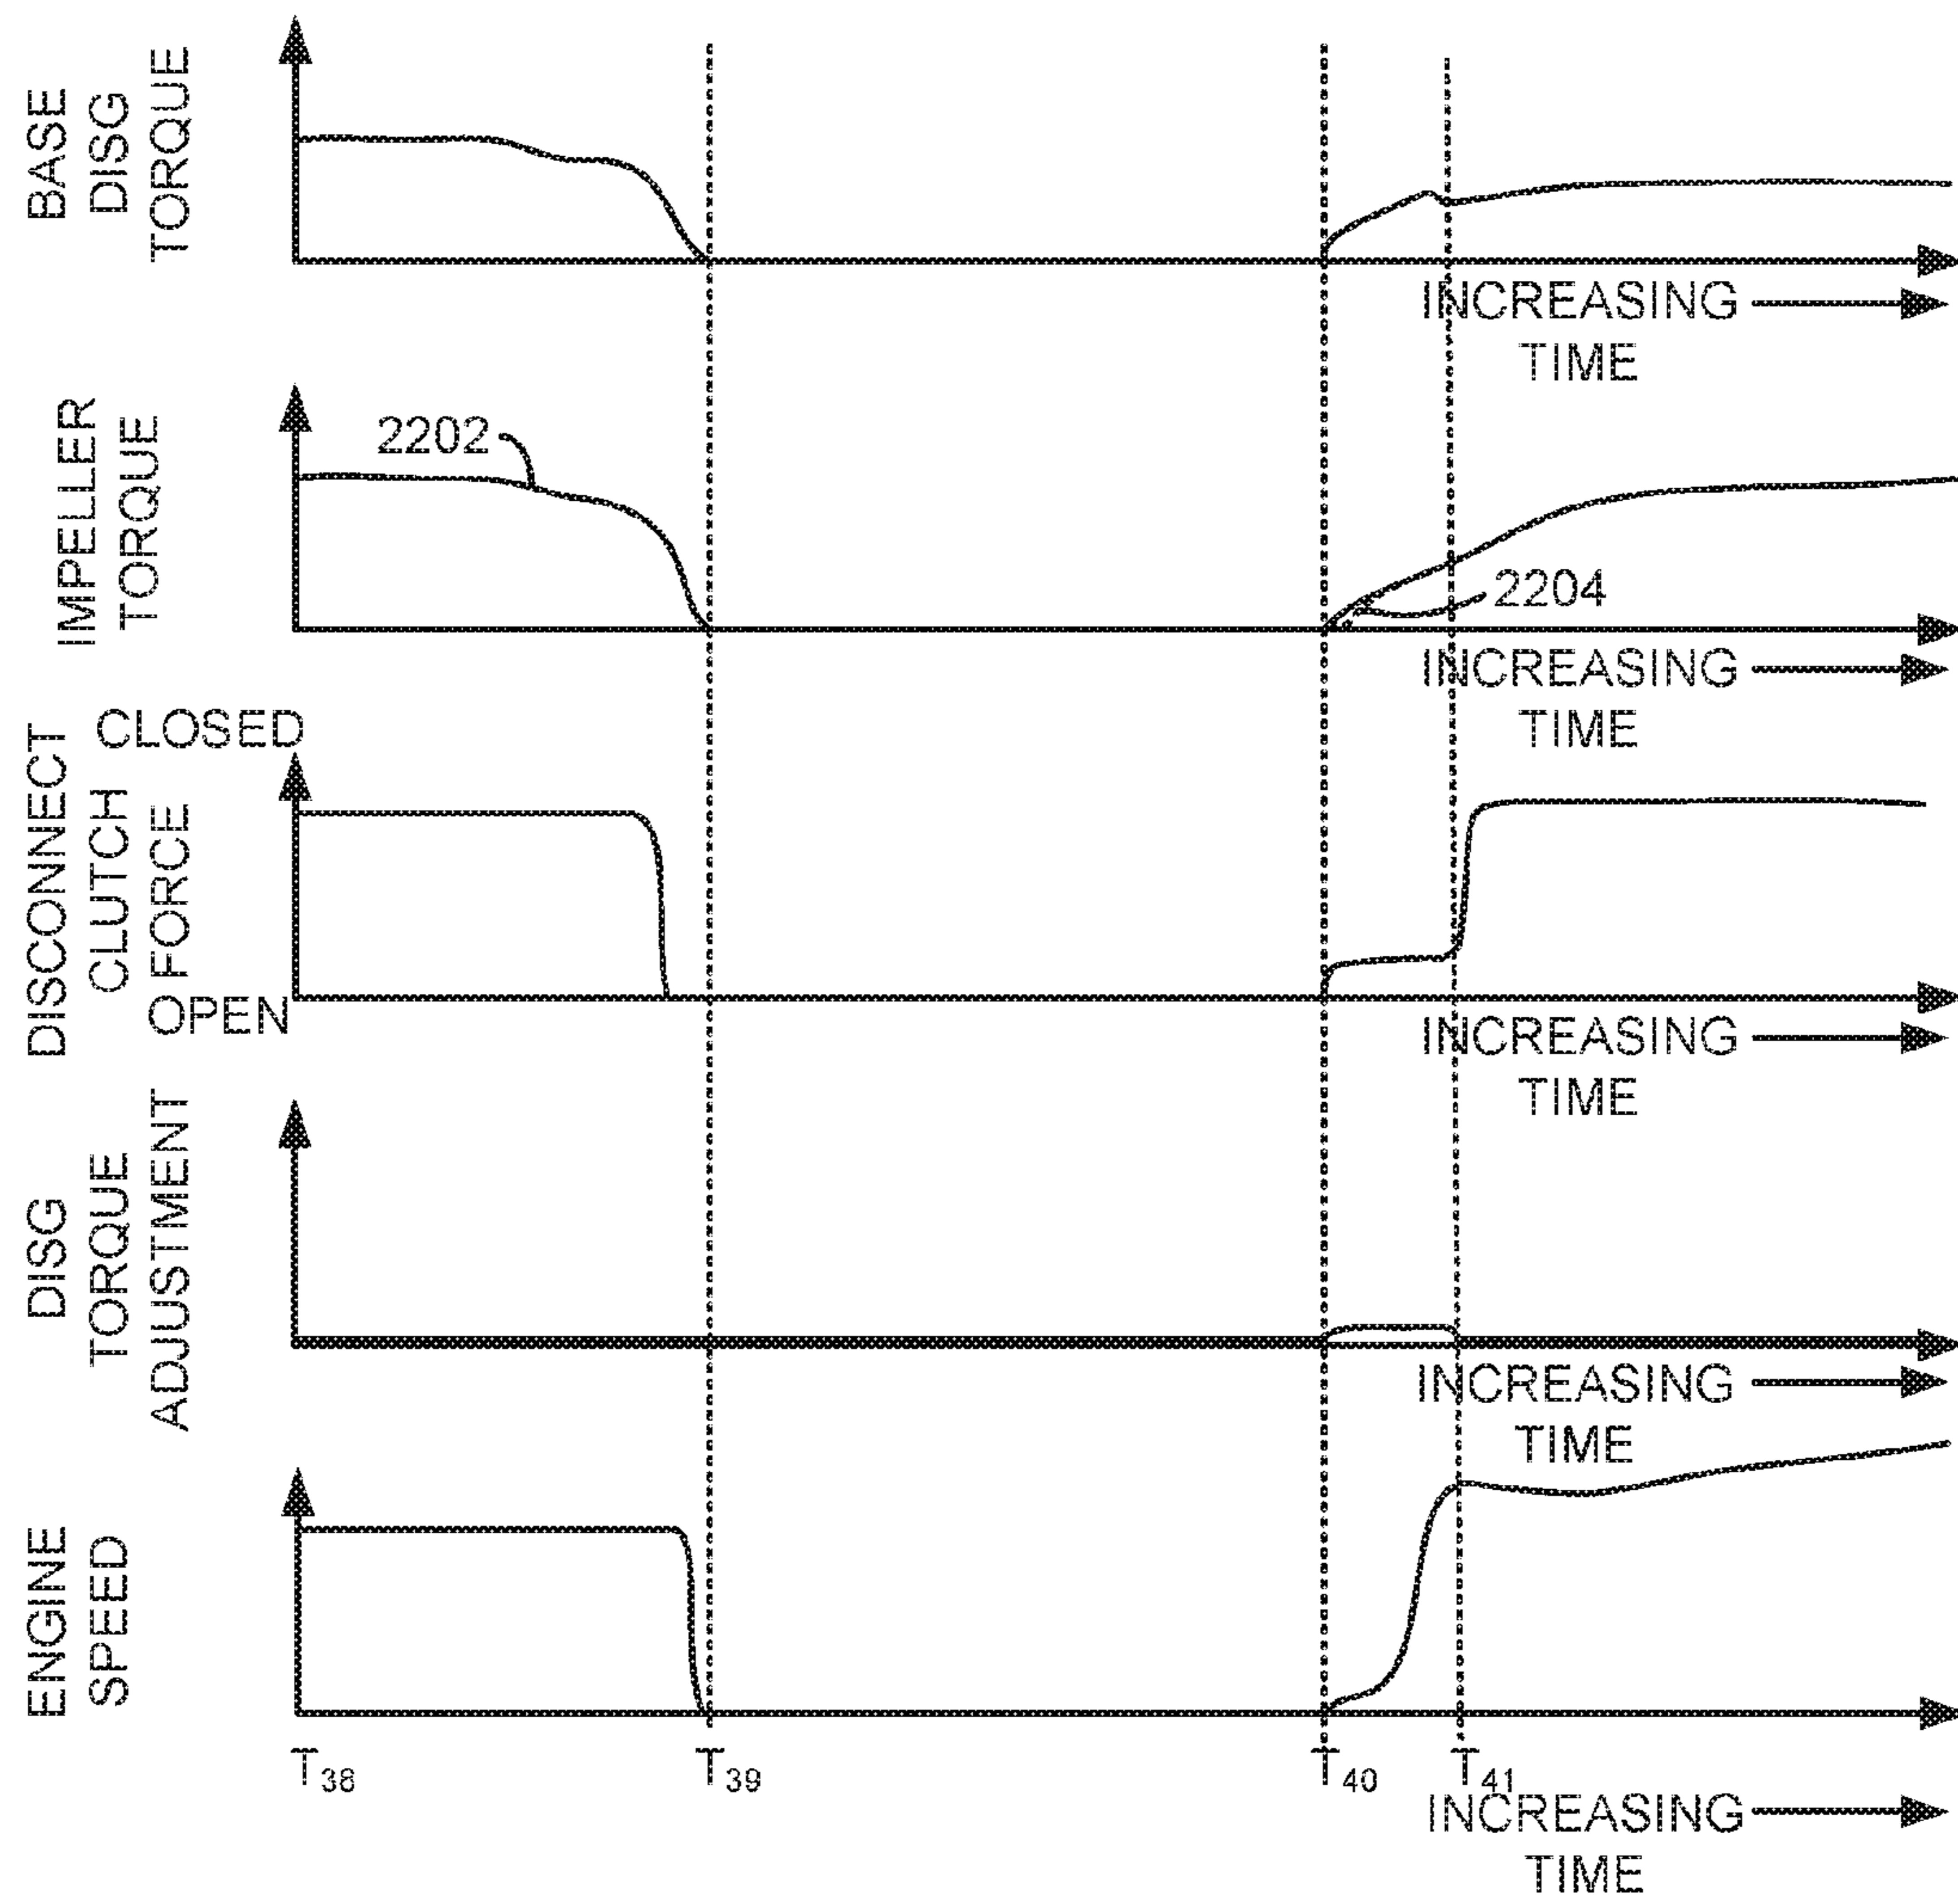 BASE
DISG
TORQUE
INCREASING
TIME
IMPELLER
TORQUE
2202
2204
INCREASING
TIME
DISCONNECT
CLUTCH
FORCE
CLOSED
OPEN
INCREASING
TIME
DISG
TORQUE
ADJUSTMENT
INCREASING
TIME
ENGINE
SPEED
T38 T39 T40 T41
INCREASING
TIME